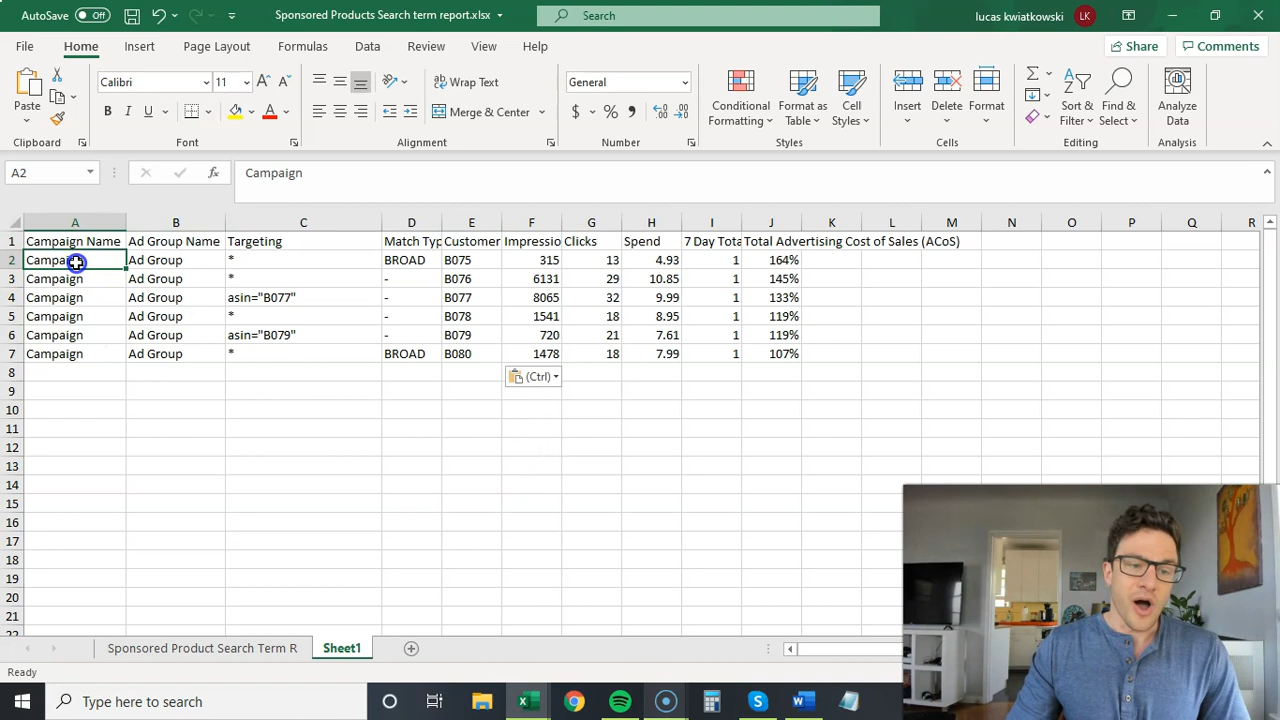 AutoSave Off Sponsored Products Search term report.xlsx Search lucas kwiatkowski LK
File Home Insert Page Layout Formulas Data Review View Help Share Comments
Calibri 11 Wrap Text General
Paste B I U Merge & Center $ % Conditional Formatting Format as Table Cell Styles Insert Delete Format Sort & Filter Find & Select Analyze Data
Clipboard Font Alignment Number Styles Cells Editing Analysis
A2 fx Campaign
A B C D E F G H I J K L M N O P Q R
1 Campaign Name Ad Group Name Targeting Match Typ Customer Impressio Clicks Spend 7 Day Tota Total Advertising Cost of Sales (ACoS)
2 Campaign Ad Group * BROAD B075 315 13 4.93 1 164%
3 Campaign Ad Group * - B076 6131 29 10.85 1 145%
4 Campaign Ad Group asin="B077" - B077 8065 32 9.99 1 133%
5 Campaign Ad Group * - B078 1541 18 8.95 1 119%
6 Campaign Ad Group asin="B079" - B079 720 21 7.61 1 119%
7 Campaign Ad Group * BROAD B080 1478 18 7.99 1 107%
8 (Ctrl)
9
10
11
12
13
14
15
16
17
18
19
20
21
22
Sponsored Product Search Term R Sheet1
Ready
Type here to search